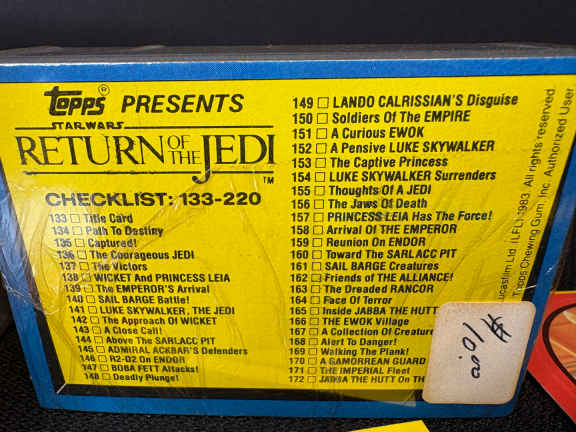 Topps® PRESENTS
STAR WARS
RETURN OF THE JEDI
™
CHECKLIST: 133-220
133 □ Title Card
134 □ Path To Destiny
135 □ Captured!
136 □ The Courageous JEDI
137 □ The Victors
138 □ WICKET And PRINCESS LEIA
139 □ The EMPEROR'S Arrival
140 □ SAIL BARGE Battle!
141 □ LUKE SKYWALKER, THE JEDI
142 □ The Approach Of WICKET
143 □ A Close Call!
144 □ Above The SARLACC PIT
145 □ ADMIRAL ACKBAR'S Defenders
146 □ R2-D2 On ENDOR
147 □ BOBA FETT Attacks!
148 □ Deadly Plunge!
149 □ LANDO CALRISSIAN'S Disguise
150 □ Soldiers Of The EMPIRE
151 □ A Curious EWOK
152 □ A Pensive LUKE SKYWALKER
153 □ The Captive Princess
154 □ LUKE SKYWALKER Surrenders
155 □ Thoughts Of A JEDI
156 □ The Jaws Of Death
157 □ PRINCESS LEIA Has The Force!
158 □ Arrival Of The EMPEROR
159 □ Reunion On ENDOR
160 □ Toward The SARLACC PIT
161 □ SAIL BARGE Creatures
162 □ Friends Of The ALLIANCE!
163 □ The Dreaded RANCOR
164 □ Face Of Terror
165 □ Inside JABBA THE HUTT
166 □ The EWOK Village
167 □ A Collection Of Creature
168 □ Alert To Danger!
169 □ Walking The Plank!
170 □ A GAMORREAN GUARD
171 □ The IMPERIAL Fleet
172 □ JABBA THE HUTT On TH
ucasfilm Ltd. (LFL) 1983. All rights reserved.
Topps Chewing Gum, Inc. Authorized User
$10.00